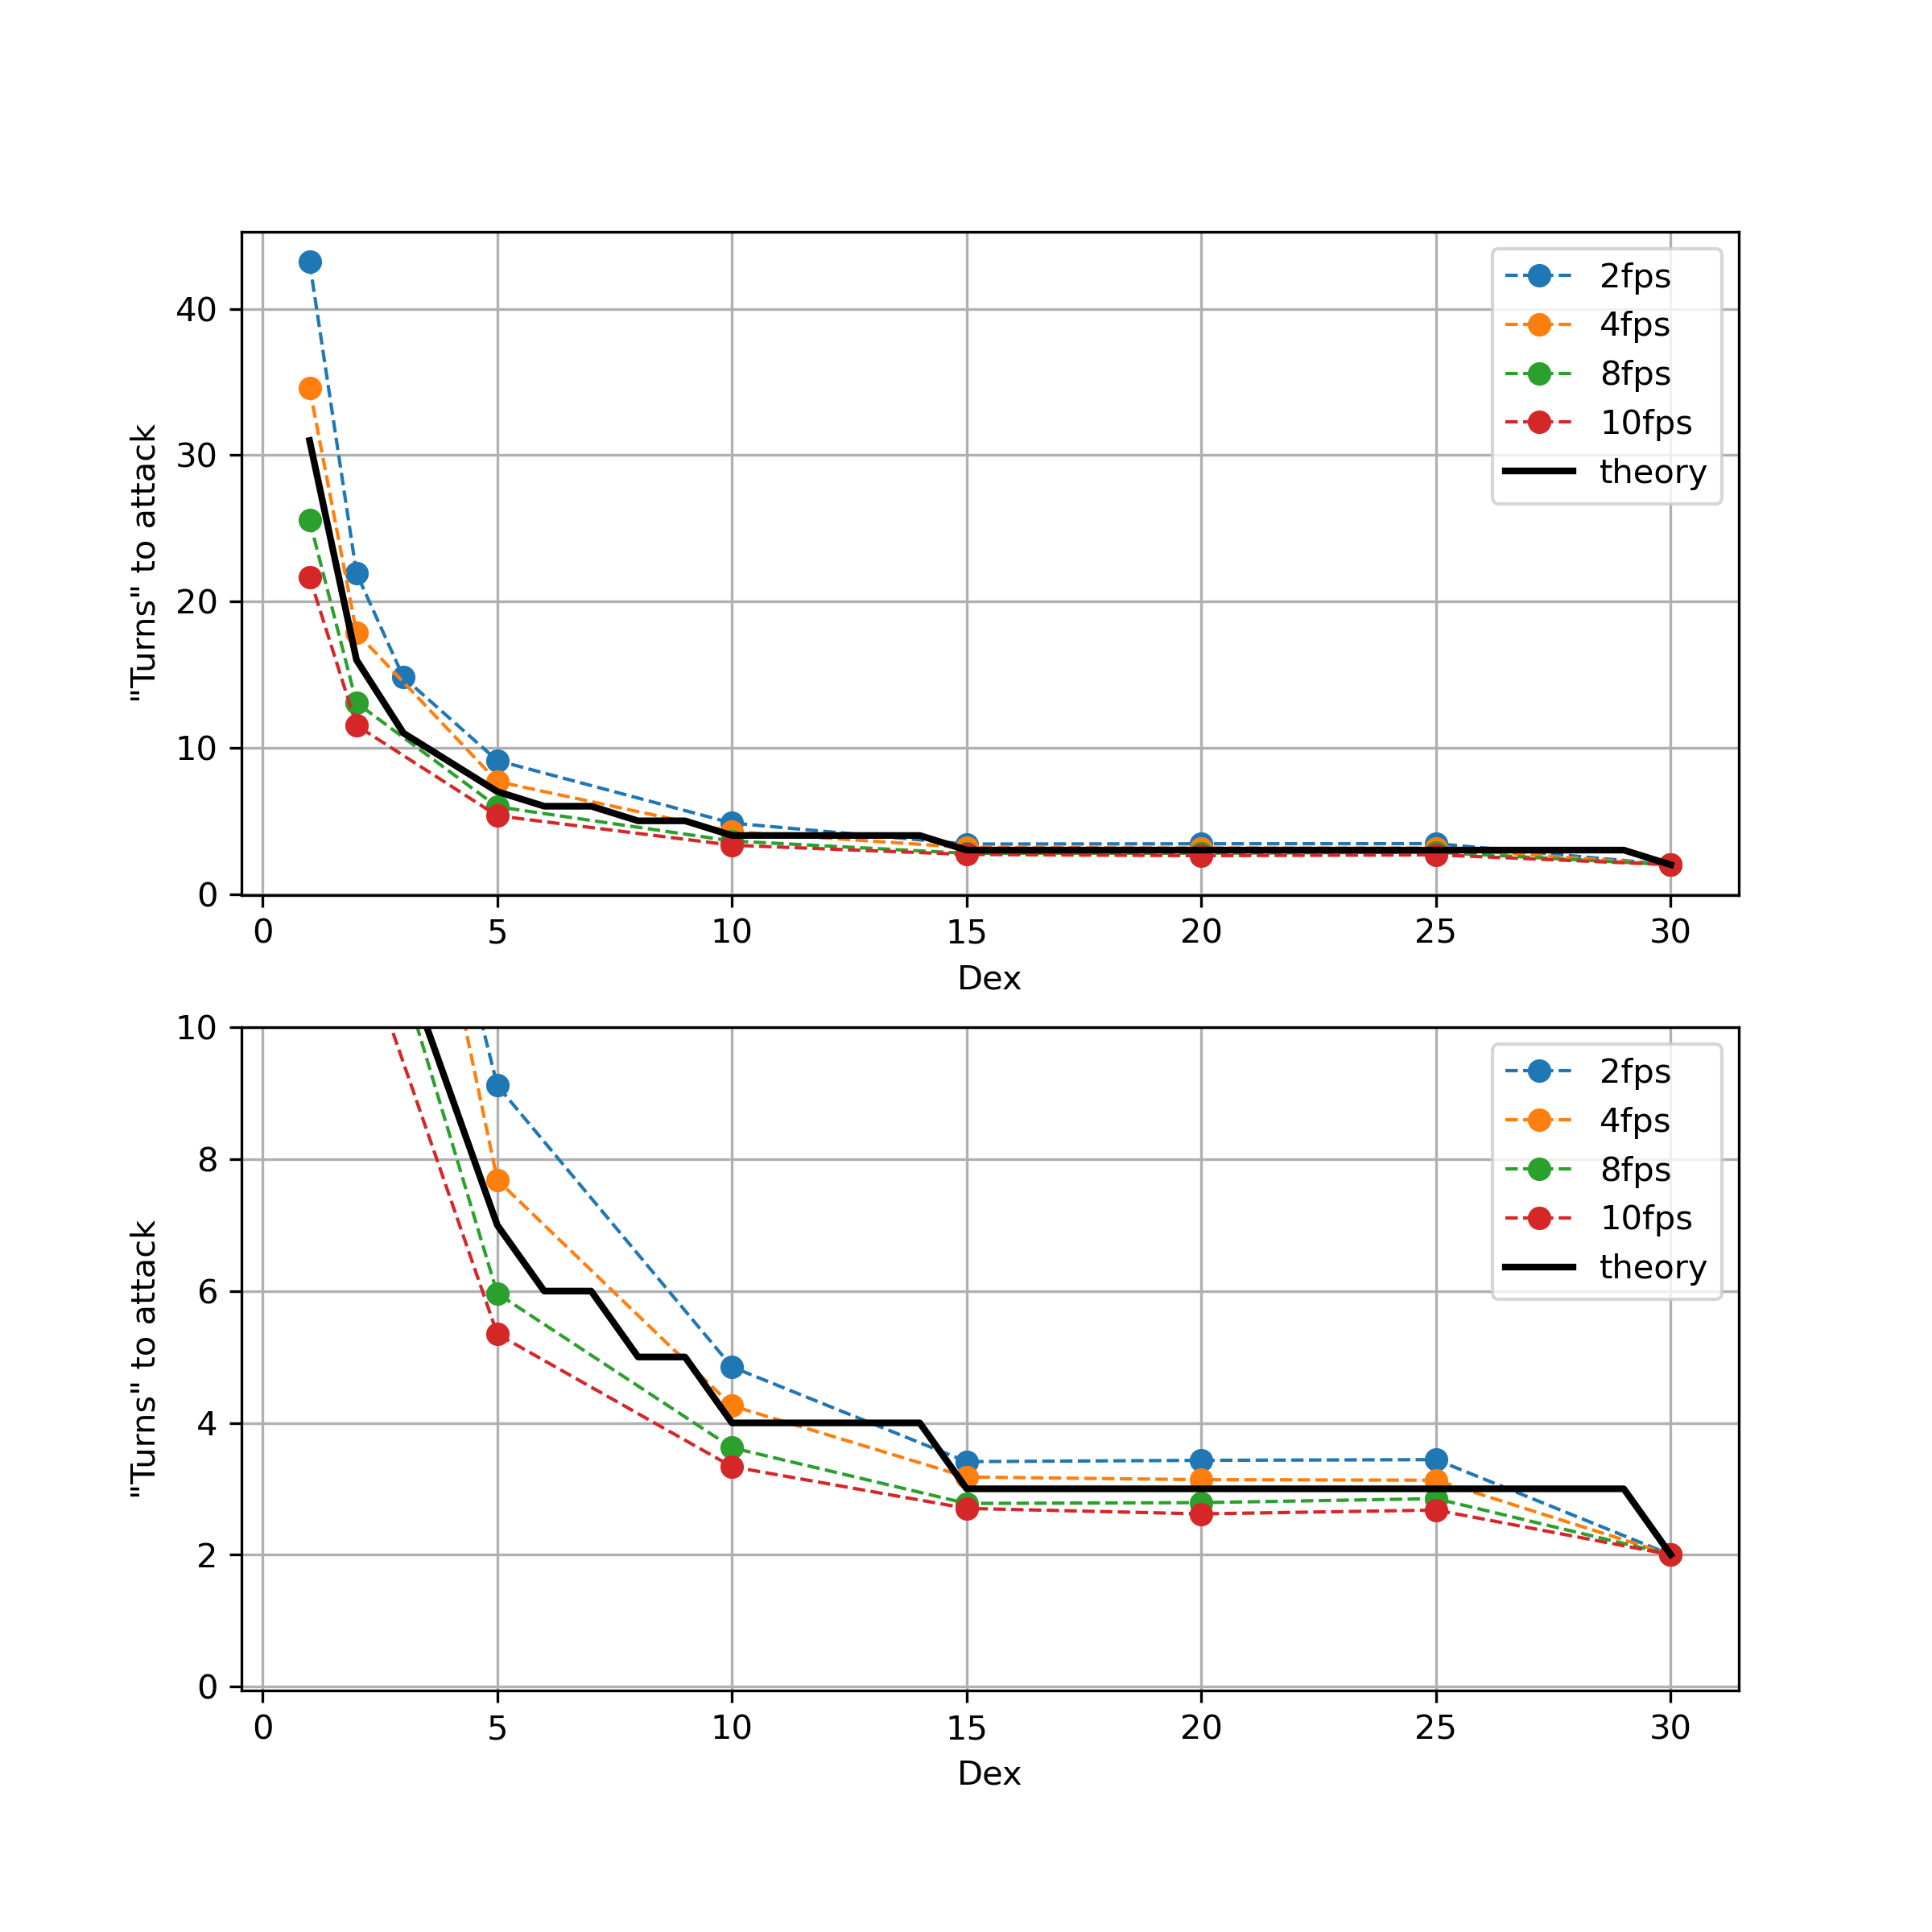 40
30
20
10
0
"Turns" to attack
2fps
4fps
8fps
10fps
theory
0 5 10 15 20 25 30
Dex
10
8
6
4
2
0
"Turns" to attack
2fps
4fps
8fps
10fps
theory
0 5 10 15 20 25 30
Dex